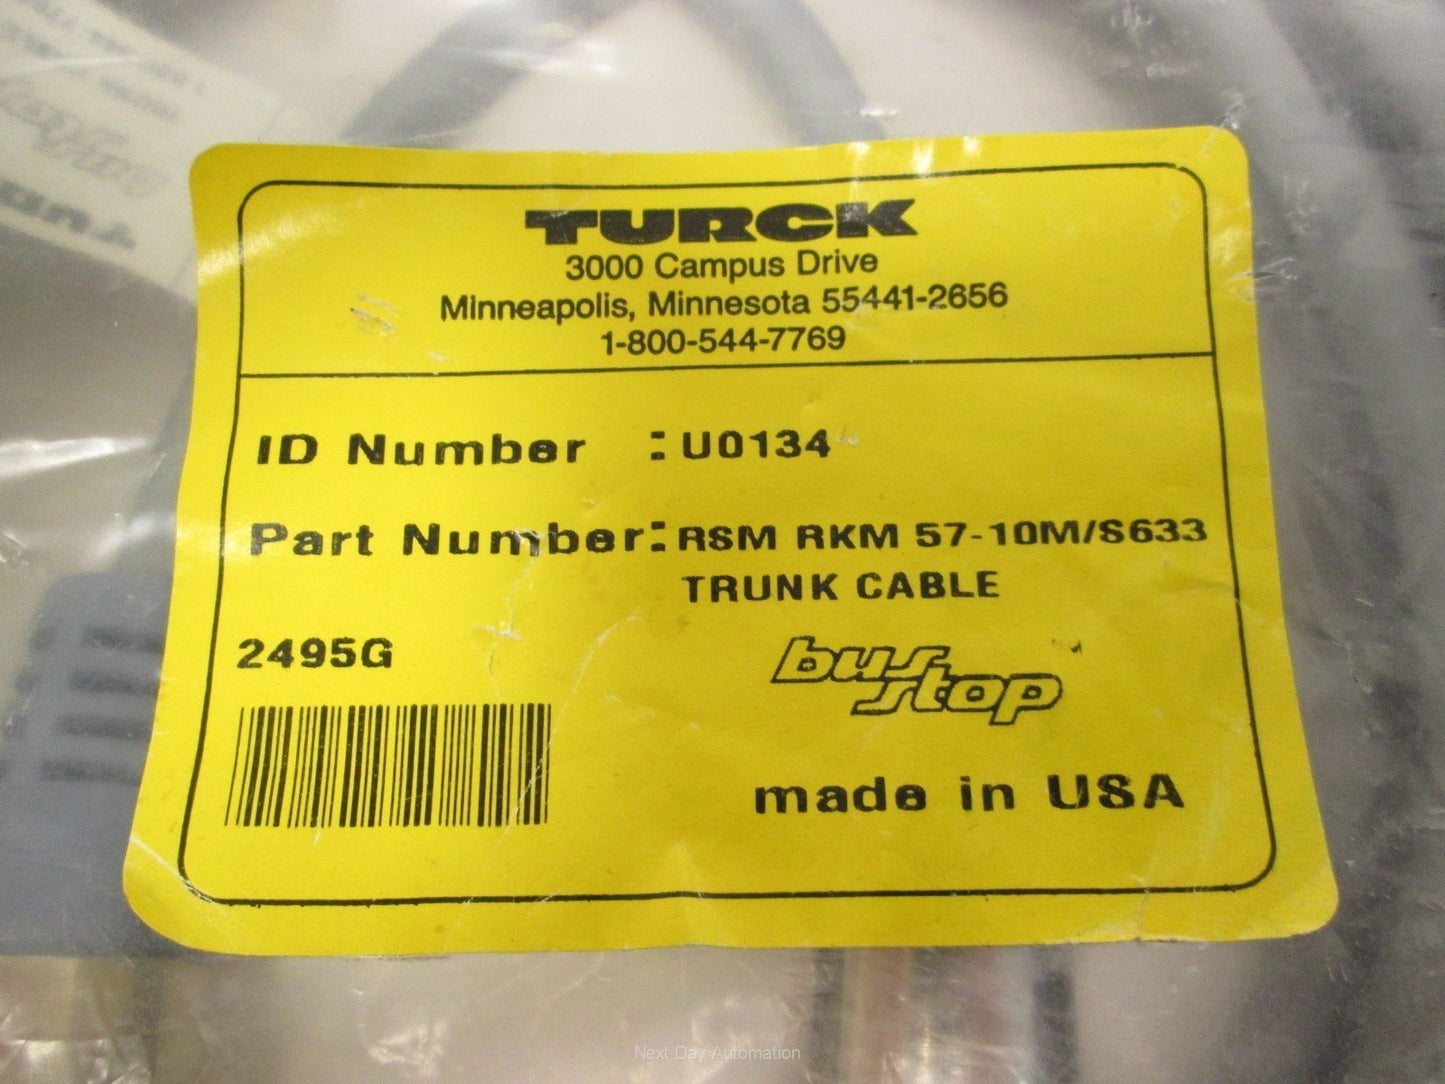 TURCK
3000 Campus Drive
Minneapolis, Minnesota 55441-2656
1-800-544-7769
ID Number : U0134
Part Number: RSM RKM 57-10M/S633
TRUNK CABLE
2495G
bus
stop
made in USA
Next Day Automation